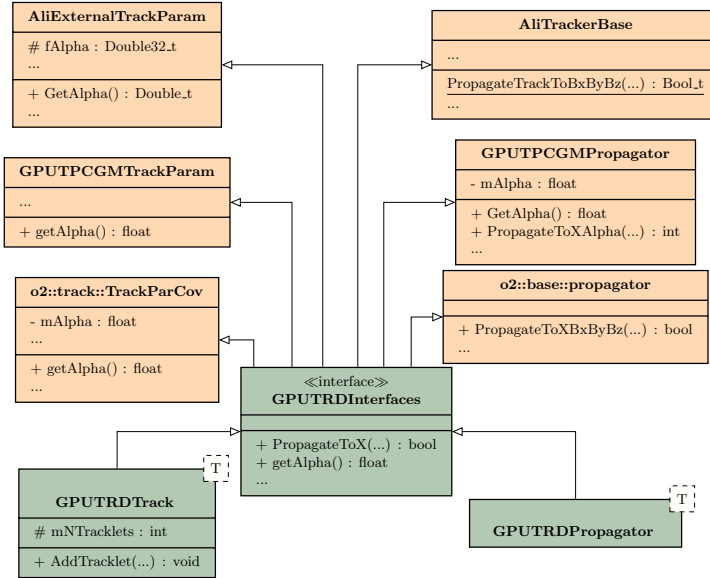 AliExternalTrackParam
# fAlpha : Double32_t
...
+ GetAlpha() : Double_t
...
AliTrackerBase
...
PropagateTrackToBxByBz(...) : Bool_t
...
GPUTPCGMTrackParam
...
+ getAlpha() : float
GPUTPCGMPropagator
- mAlpha : float
+ GetAlpha() : float
+ PropagateToXAlpha(...) : int
...
o2::track::TrackParCov
- mAlpha : float
...
+ getAlpha() : float
...
o2::base::propagator
+ PropagateToXBxByBz(...) : bool
...
≪interface≫
GPUTRDInterfaces
+ PropagateToX(...) : bool
+ getAlpha() : float
...
T
GPUTRDTrack
# mNTracklets : int
+ AddTracklet(...) : void
T
GPUTRDPropagator